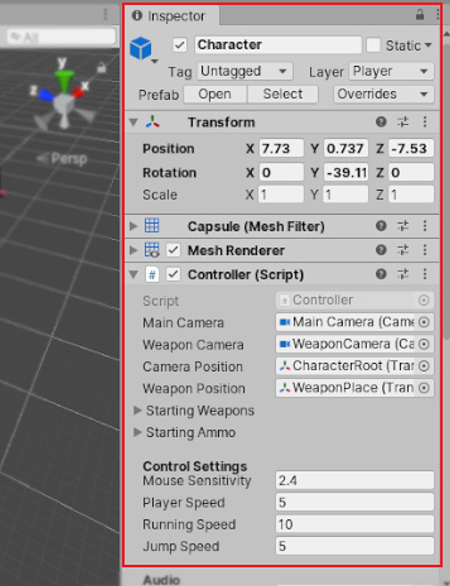 Inspector
All
Character
Static
Tag Untagged Layer Player
Prefab Open Select Overrides
y
x
z
Persp
Transform
Position X 7.73 Y 0.737 Z -7.53
Rotation X 0 Y -39.11 Z 0
Scale X 1 Y 1 Z 1
Capsule (Mesh Filter)
Mesh Renderer
# Controller (Script)
Script # Controller
Main Camera Main Camera (Came
Weapon Camera WeaponCamera (Ca
Camera Position CharacterRoot (Tran
Weapon Position WeaponPlace (Tran
Starting Weapons
Starting Ammo
Control Settings
Mouse Sensitivity 2.4
Player Speed 5
Running Speed 10
Jump Speed 5
Audio